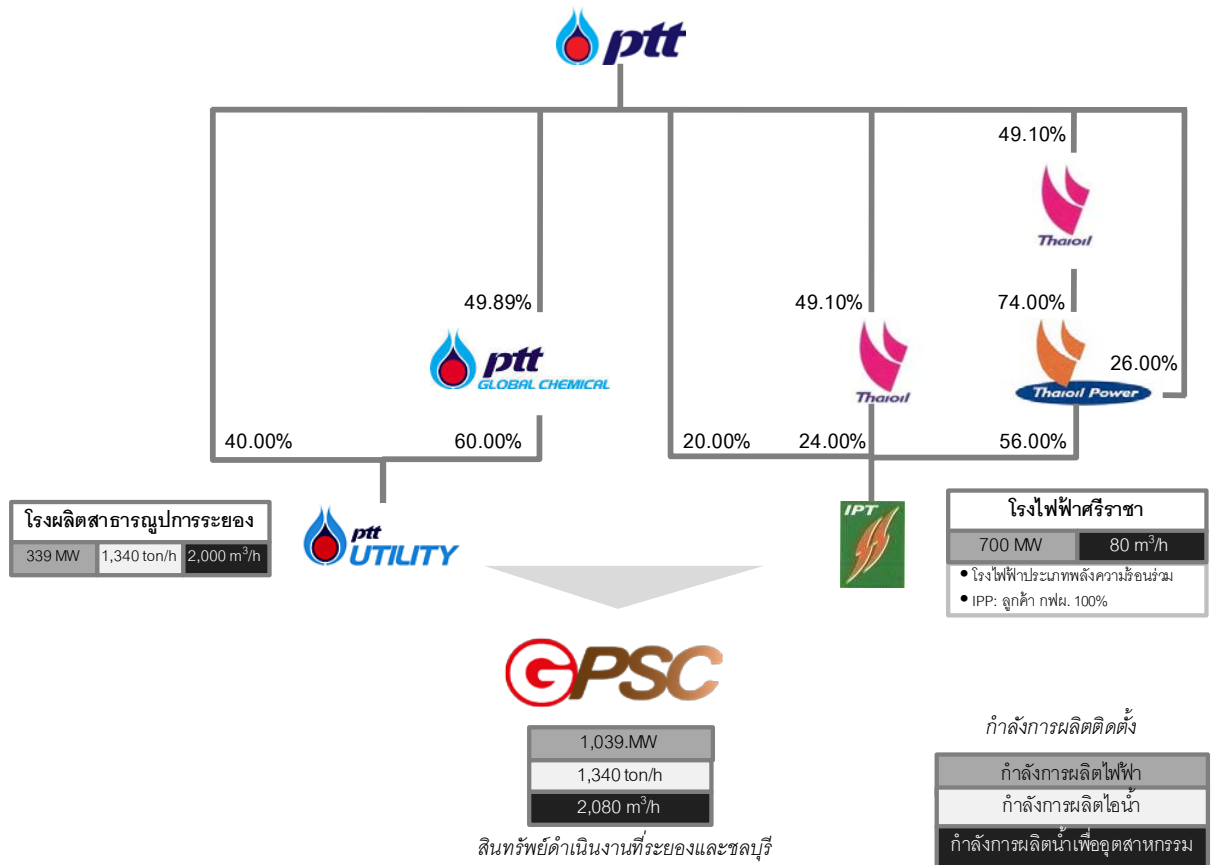 ptt
49.10%
Thaioil
49.89%
49.10%
74.00%
ptt
GLOBAL CHEMICAL
Thaioil
Thaioil Power
26.00%
40.00%
60.00%
20.00%
24.00%
56.00%
โรงผลิตสาธารณูปการระยอง
339 MW 1,340 ton/h 2,000 m³/h
ptt
UTILITY
IPT
โรงไฟฟ้าศรีราชา
700 MW 80 m³/h
• โรงไฟฟ้าประเภทพลังความร้อนร่วม
• IPP: ลูกค้า กฟผ. 100%
GPSC
1,039.MW
1,340 ton/h
2,080 m³/h
สินทรัพย์ดำเนินงานที่ระยองและชลบุรี
กำลังการผลิตติดตั้ง
กำลังการผลิตไฟฟ้า
กำลังการผลิตไอน้ำ
กำลังการผลิตน้ำเพื่ออุตสาหกรรม